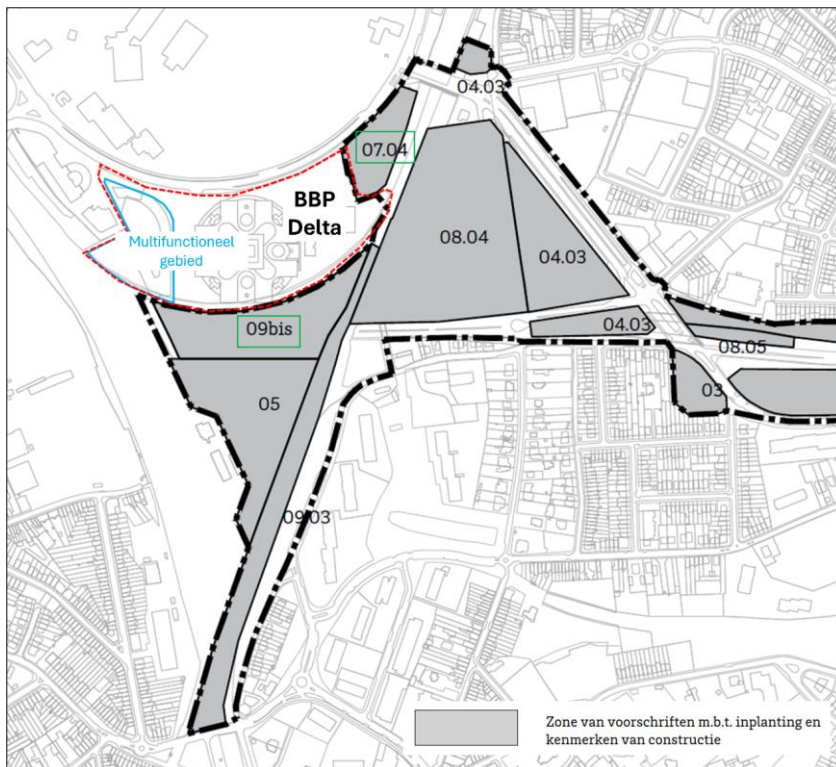 04.03
07.04
BBP
Delta
Multifunctioneel
gebied
08.04
04.03
09bis
04.03
08.05
05
03
09.03
Zone van voorschriften m.b.t. inplanting en
kenmerken van constructie